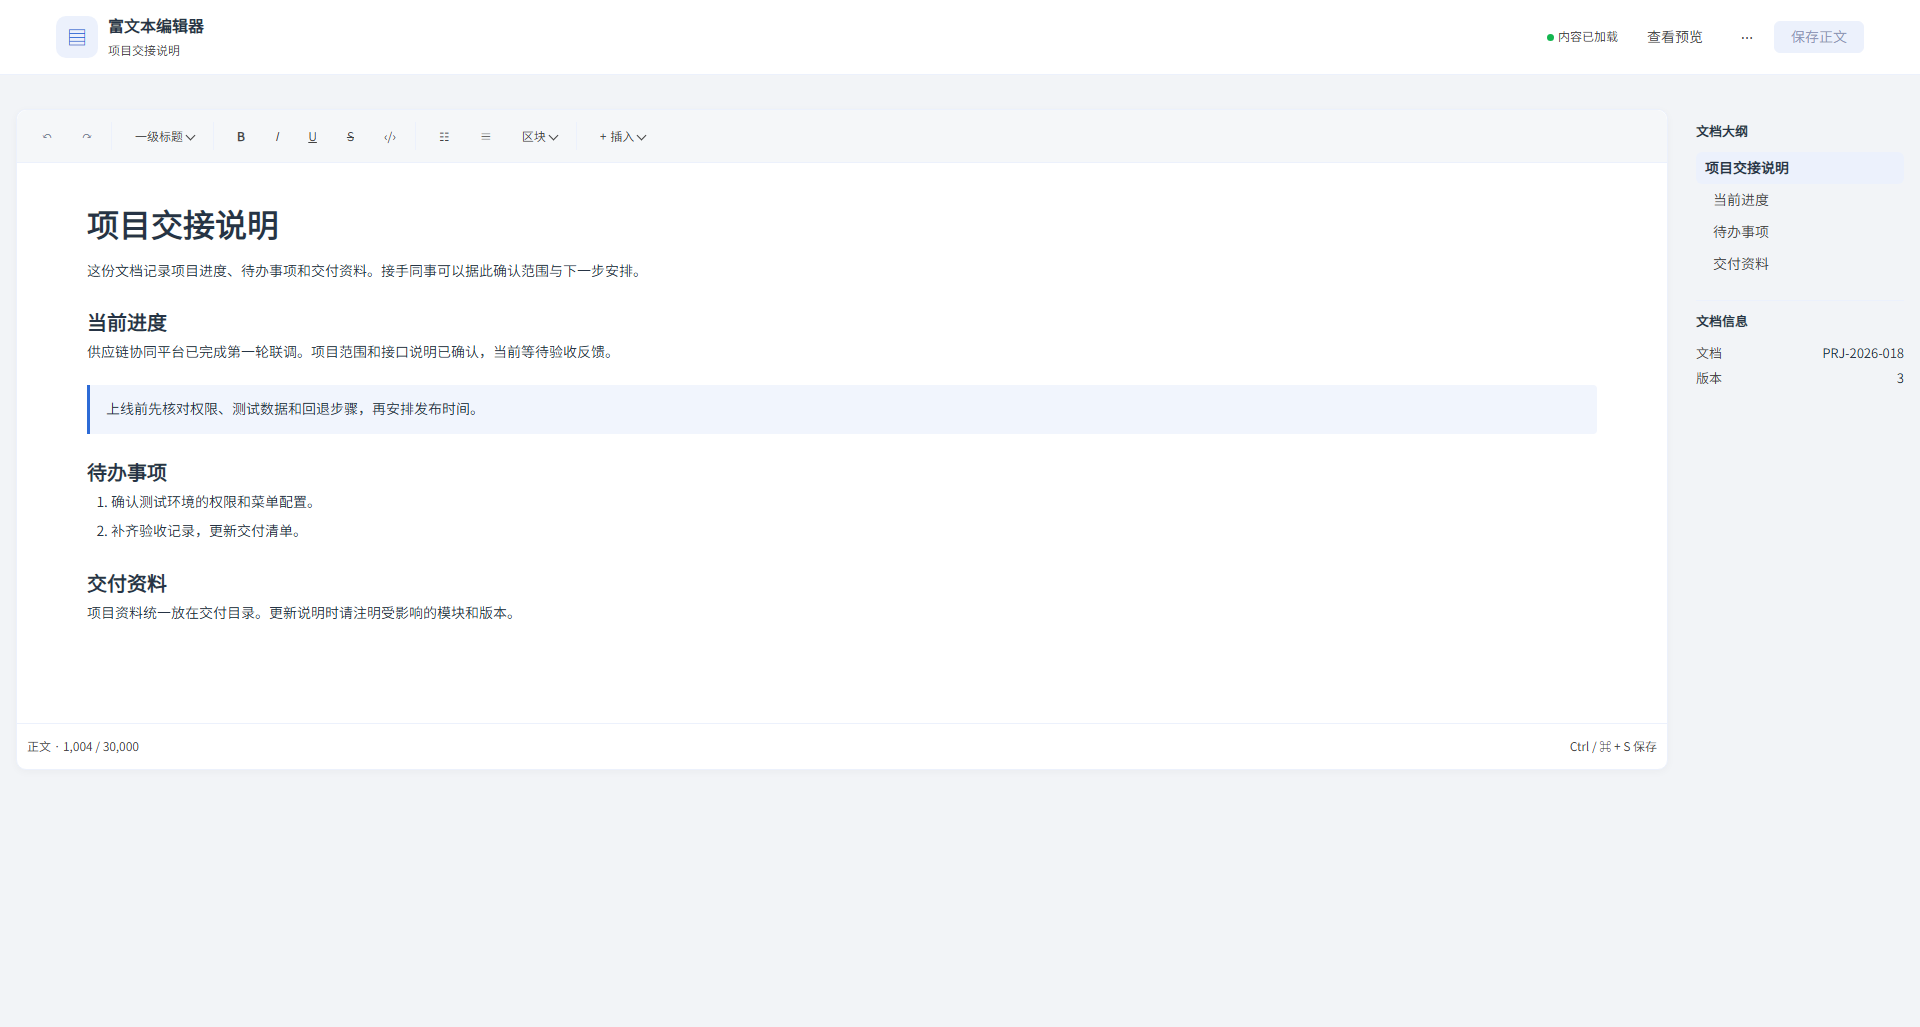 富文本编辑器
项目交接说明
内容已加载
查看预览
···
保存正文
一级标题
B
I
U
S
</>
区块
+ 插入
项目交接说明
这份文档记录项目进度、待办事项和交付资料。接手同事可以据此确认范围与下一步安排。
当前进度
供应链协同平台已完成第一轮联调。项目范围和接口说明已确认，当前等待验收反馈。
上线前先核对权限、测试数据和回退步骤，再安排发布时间。
待办事项
1. 确认测试环境的权限和菜单配置。
2. 补齐验收记录，更新交付清单。
交付资料
项目资料统一放在交付目录。更新说明时请注明受影响的模块和版本。
正文 · 1,004 / 30,000
Ctrl / ⌘ + S 保存
文档大纲
项目交接说明
当前进度
待办事项
交付资料
文档信息
文档 PRJ-2026-018
版本 3